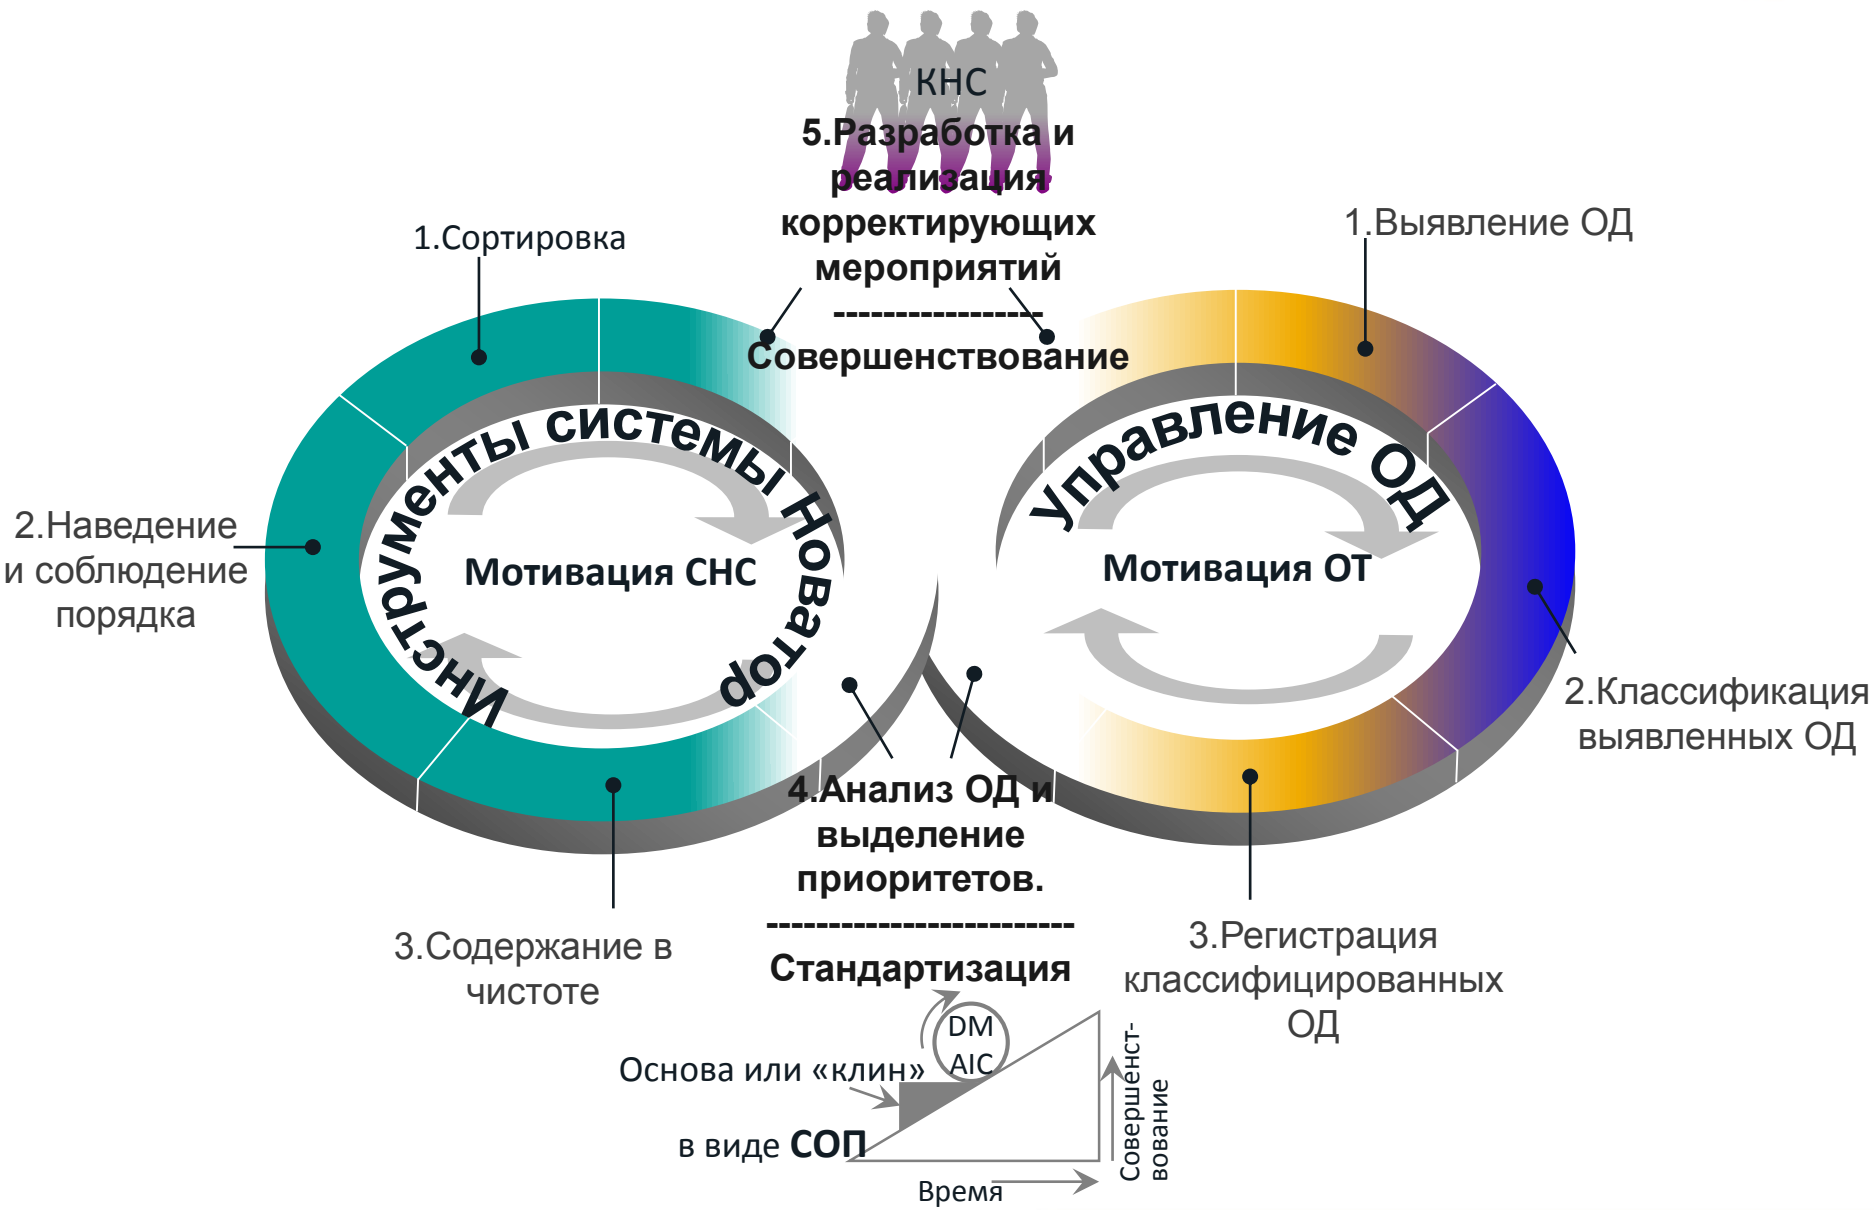 КНС
5.Разработка и
реализация
корректирующих
мероприятий
-----------------
Совершенствование
1.Сортировка
1.Выявление ОД
Инструменты системы Новатор
Управление ОД
Мотивация СНС
Мотивация ОТ
2.Наведение
и соблюдение
порядка
2.Классификация
выявленных ОД
4.Анализ ОД и
выделение
приоритетов.
-------------------------
Стандартизация
3.Содержание в
чистоте
3.Регистрация
классифицированных
ОД
DM
AIC
Основа или «клин»
в виде СОП
Время
Совершенст-
вование